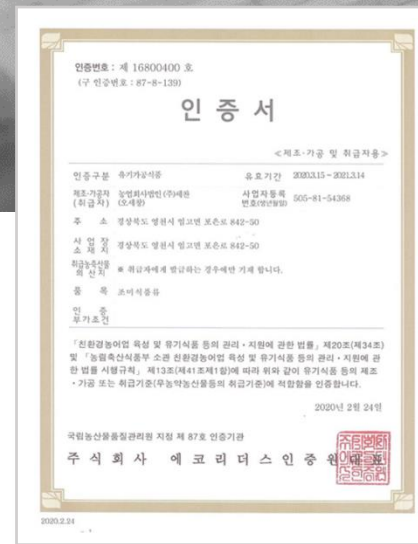 인증번호 : 제 16800400 호
(구 인증번호 : 87-8-139)
인 증 서
<제조·가공 및 취급자용>
인증구분 유기가공식품 유효기간 2020.3.15 ~ 2021.3.14
제조·가공자 (취급자) 농업회사법인(주)세찬 (오세창) 사업자등록번호(생년월일) 505-81-54368
주 소 경상북도 영천시 임고면 포은로 842-50
사 업 장 소 재 지 경상북도 영천시 임고면 포은로 842-50
취급농축산물의 산지 ※ 취급자에게 발급하는 경우에만 기재 합니다.
품 목 조미식품류
인 증 부가조건
「친환경농어업 육성 및 유기식품 등의 관리·지원에 관한 법률」제20조(제34조)
및 「농림축산식품부 소관 친환경농어업 육성 및 유기식품 등의 관리·지원에 관
한 법률 시행규칙」 제13조(제41조제1항)에 따라 위와 같이 유기식품 등의 제조
·가공 또는 취급기준(무농약농산물등의 취급기준)에 적합함을 인증합니다.
2020년 2월 24일
국립농산물품질관리원 지정 제 87호 인증기관
주 식 회 사 에 코 리 더 스 인 증 원 대 표
2020.2.24